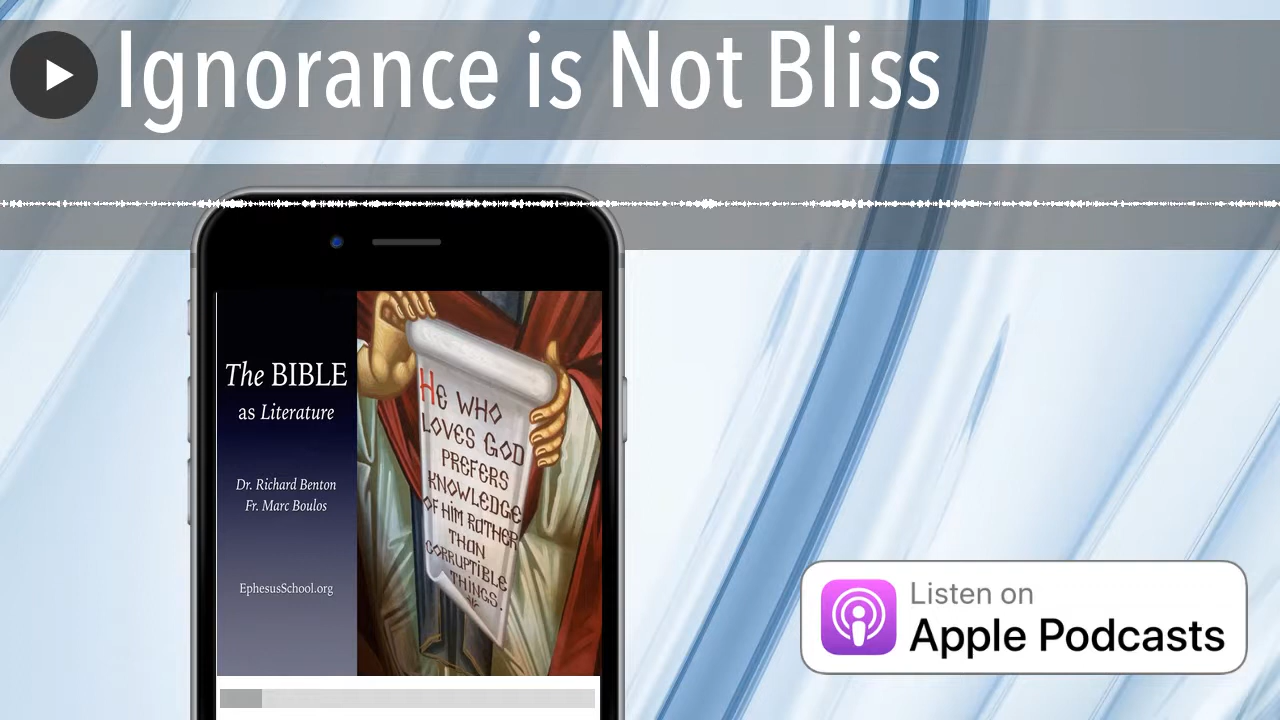 Ignorance is Not Bliss
The BIBLE
as Literature
Dr. Richard Benton
Fr. Marc Boulos
EphesusSchool.org
HE WHO
LOVES GOD
PREFERS
KNOWLEDGE
OF HIM RATHER
THAN
CORRUPTIBLE
THINGS.
Listen on
Apple Podcasts